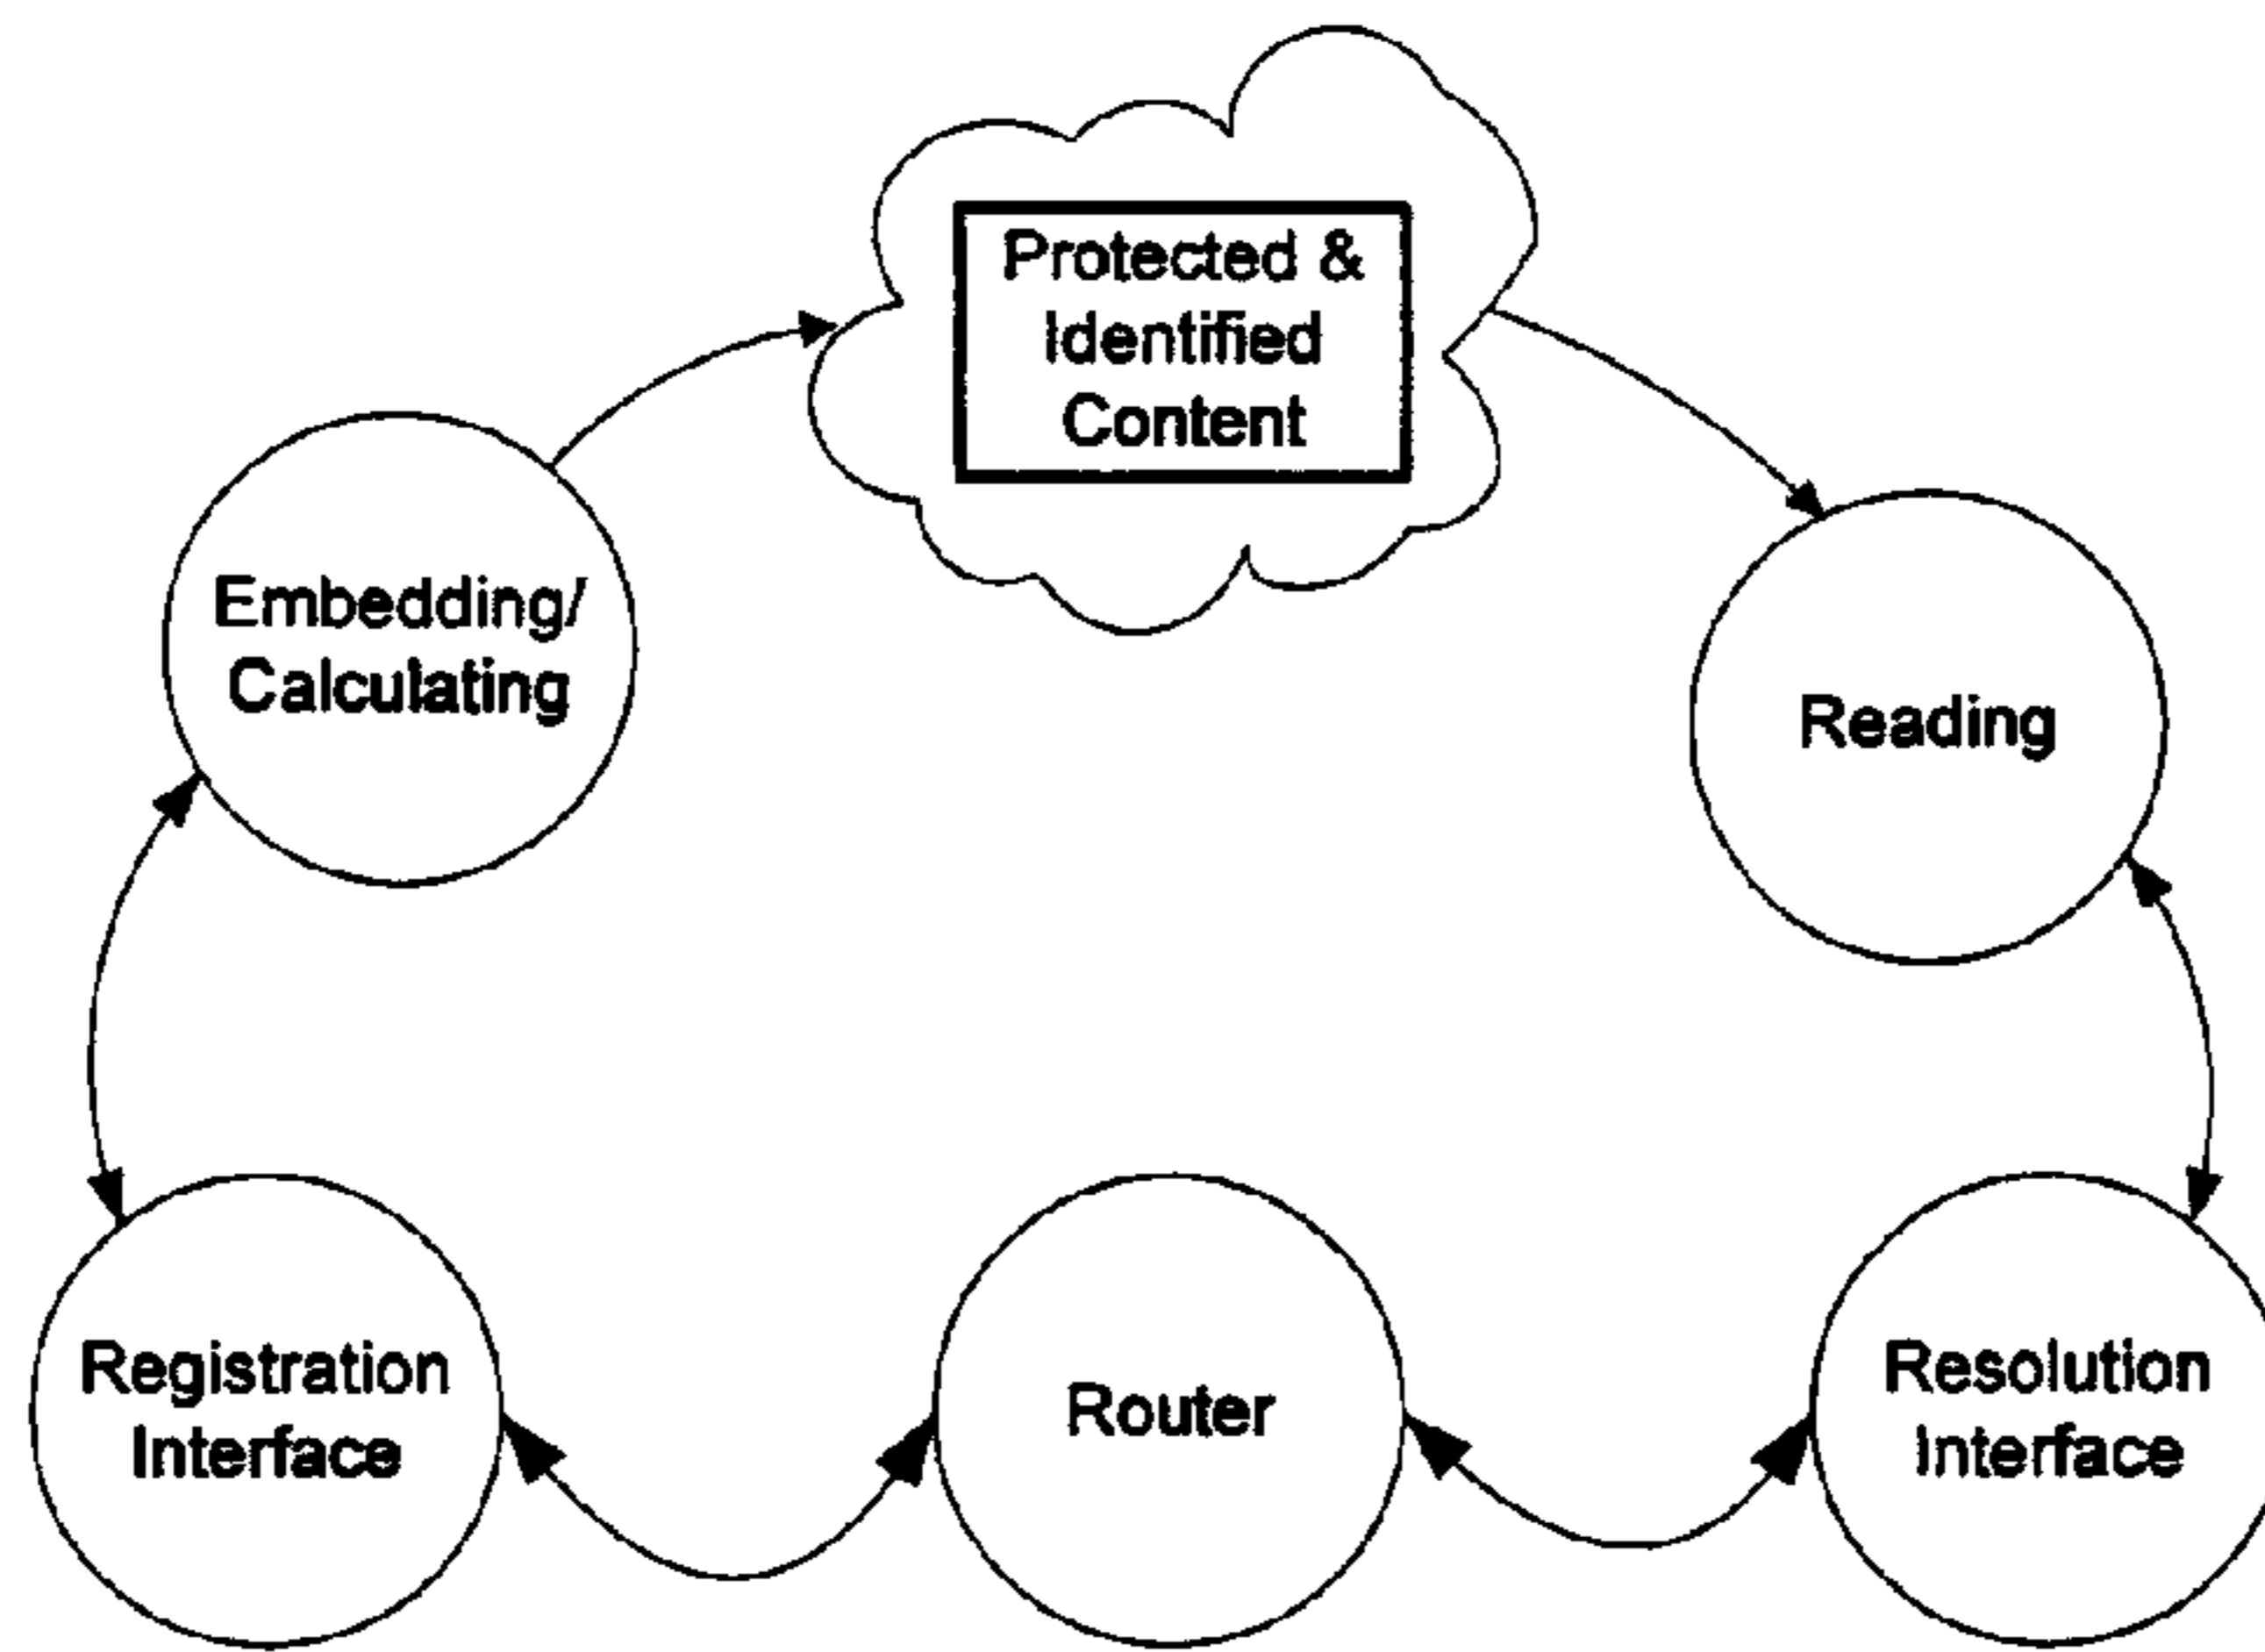 Protected &
Identified
Content
Embedding/
Calculating
Reading
Registration
Interface
Router
Resolution
Interface